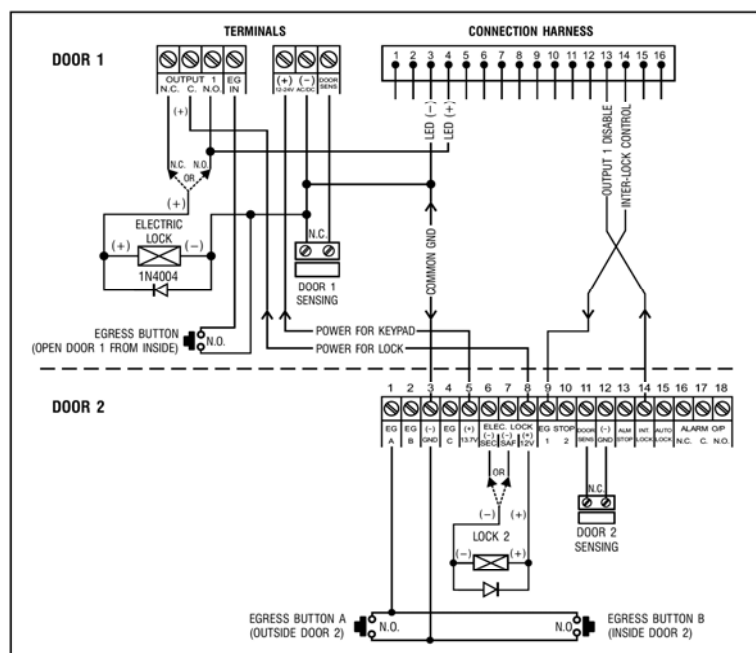 TERMINALS
CONNECTION HARNESS
DOOR 1
1 2 3 4 5 6 7 8 9 10 11 12 13 14 15 16
OUTPUT 1
N.C. C. N.O.
EG
IN
(+)
12-24V
(-)
AC/DC
DOOR
SENS
(+)
LED (-)
LED (+)
OUTPUT 1 DISABLE
INTER-LOCK CONTROL
N.C. N.O.
OR
(+)
ELECTRIC
LOCK
(+) (-)
1N4004
N.C.
DOOR 1
SENSING
COMMON GND
EGRESS BUTTON
(OPEN DOOR 1 FROM INSIDE)
N.O.
POWER FOR KEYPAD
POWER FOR LOCK
DOOR 2
1 2 3 4 5 6 7 8 9 10 11 12 13 14 15 16 17 18
EG
A
EG
B
(-)
GND
EG
C
(+)
13.7V
ELEC. LOCK
(-)
SEC
(-)
SAF
(+)
12V
EG STOP
1 2
DOOR
SENS
(-)
GND
ALM
STOP
INT.
LOCK
AUTO
LOCK
ALARM O/P
N.C. C. N.O.
OR
(-) (+)
LOCK 2
(-) (+)
N.C.
DOOR 2
SENSING
EGRESS BUTTON A
(OUTSIDE DOOR 2)
N.O.
N.O.
EGRESS BUTTON B
(INSIDE DOOR 2)